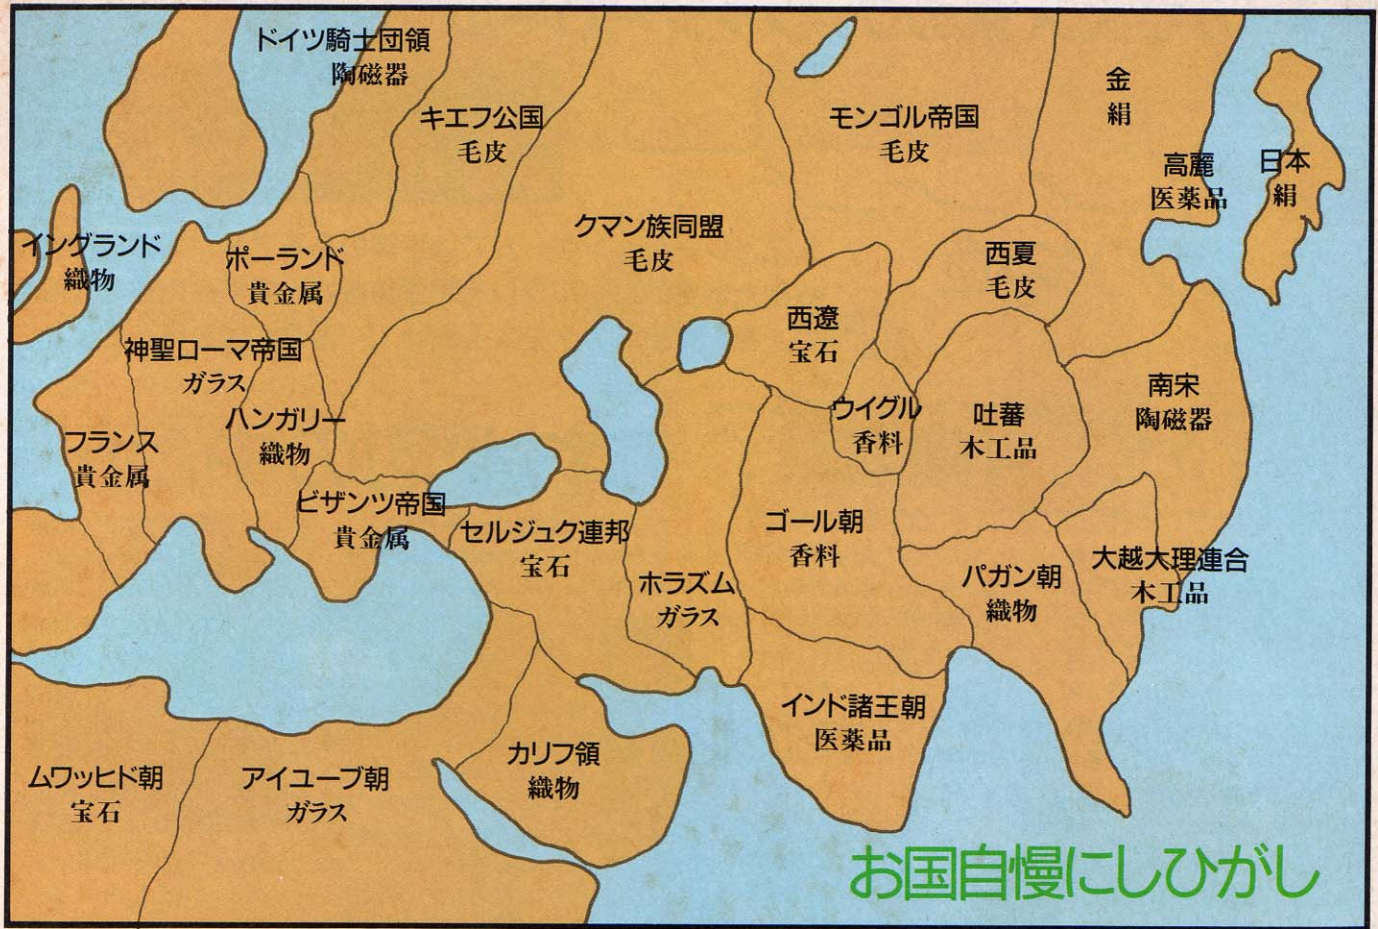 ドイツ騎士団領
陶磁器
キエフ公国
毛皮
モンゴル帝国
毛皮
金
絹
高麗
医薬品
日本
絹
イングランド
織物
ポーランド
貴金属
クマン族同盟
毛皮
西夏
毛皮
神聖ローマ帝国
ガラス
西遼
宝石
フランス
貴金属
ハンガリー
織物
ウイグル
香料
吐蕃
木工品
南宋
陶磁器
ビザンツ帝国
貴金属
セルジュク連邦
宝石
ホラズム
ガラス
ゴール朝
香料
パガン朝
織物
大越大理連合
木工品
ムワッヒド朝
宝石
アイユーブ朝
ガラス
カリフ領
織物
インド諸王朝
医薬品
お国自慢にしひがし